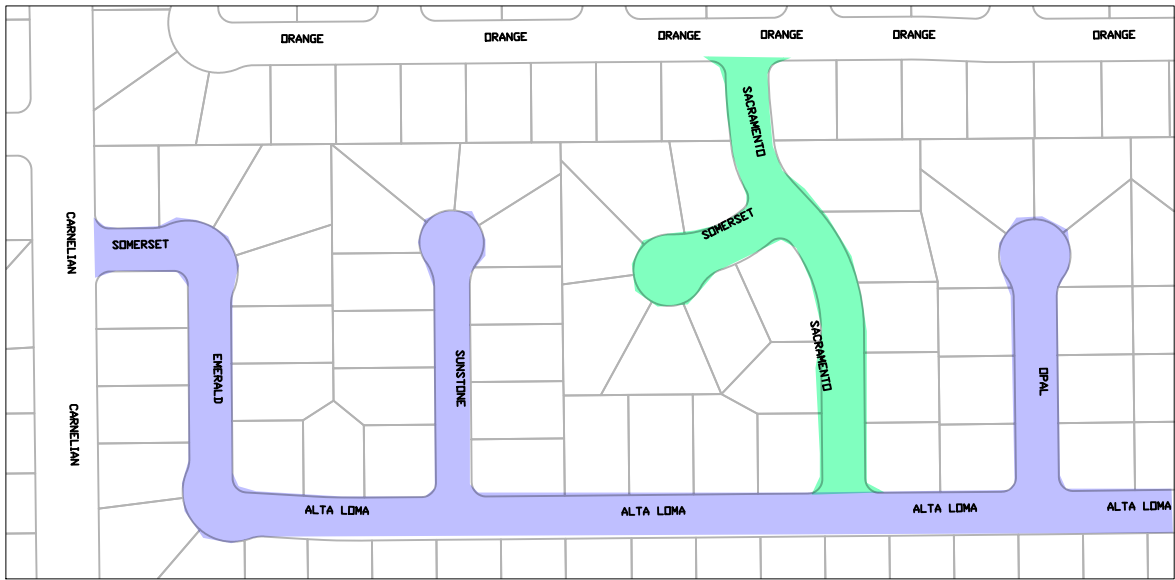 ORANGE
ORANGE
ORANGE
ORANGE
ORANGE
ORANGE
SACRAMENTO
SOMERSET
SOMERSET
CARNELIAN
SACRAMENTO
EMERALD
SUNSTONE
OPAL
CARNELIAN
ALTA LOMA
ALTA LOMA
ALTA LOMA
ALTA LOMA